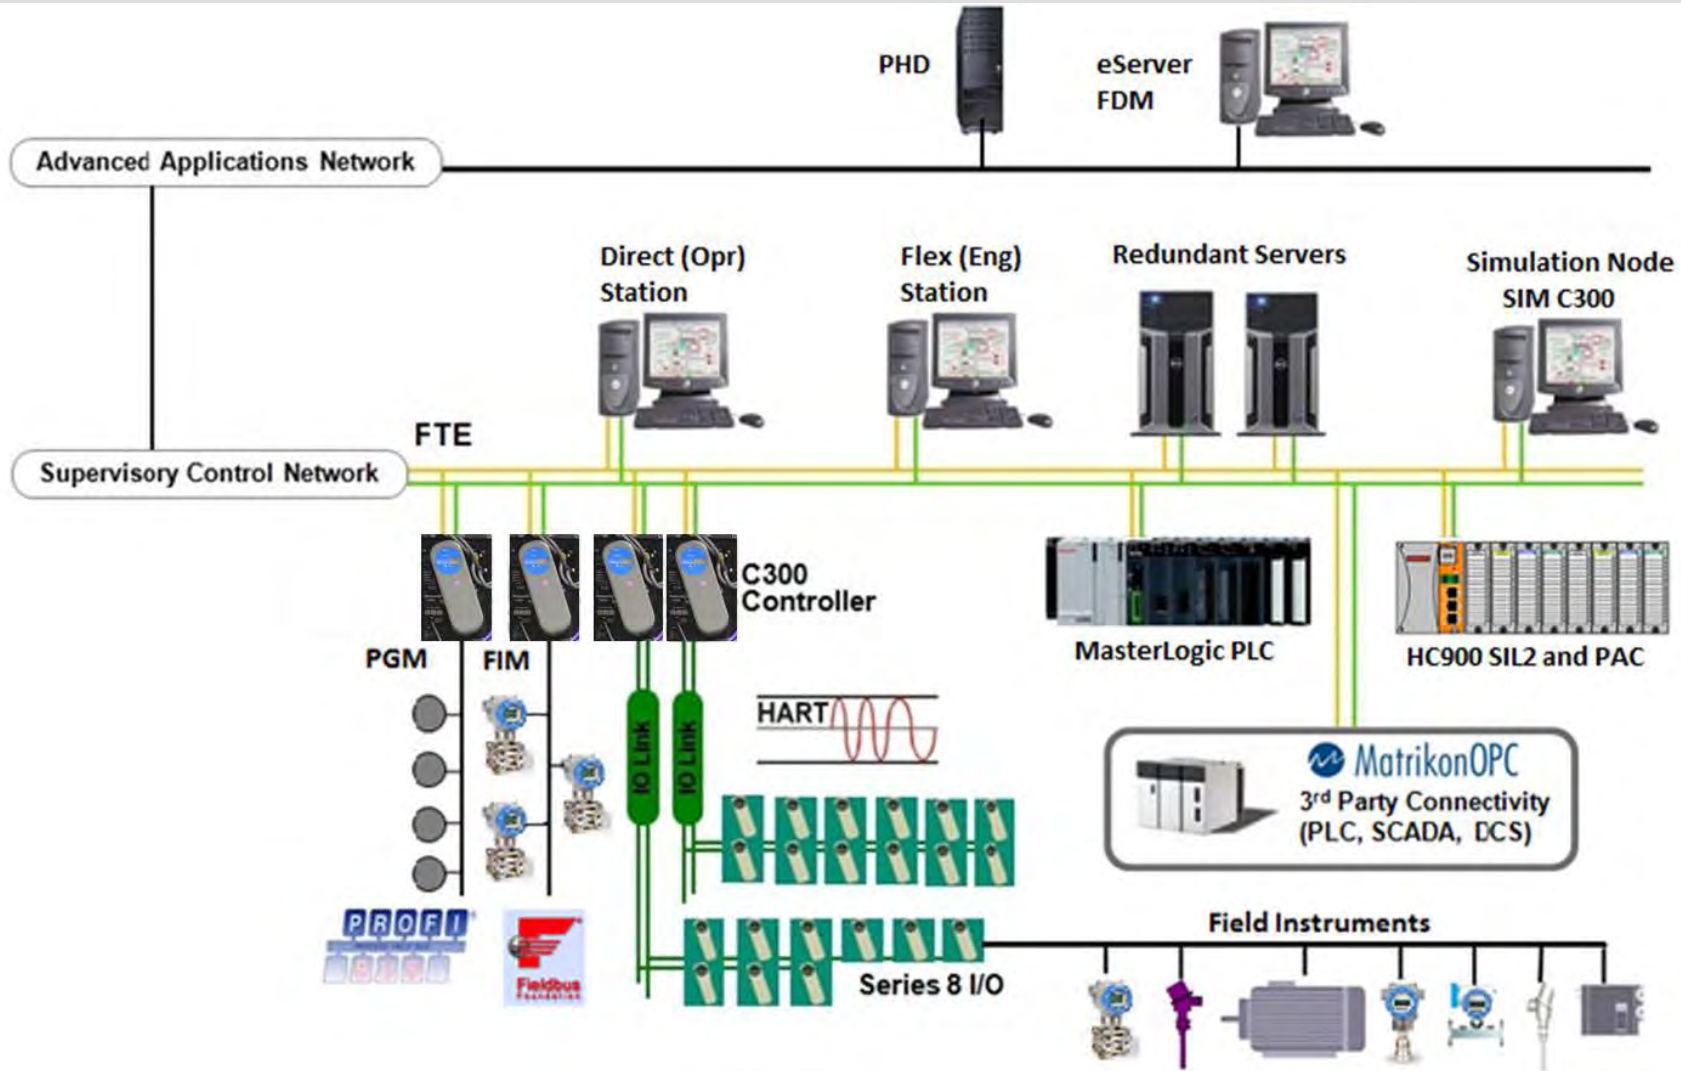 PHD
eServer
FDM
Advanced Applications Network
Direct (Opr)
Station
Flex (Eng)
Station
Redundant Servers
Simulation Node
SIM C300
FTE
Supervisory Control Network
C300
Controller
PGM
FIM
MasterLogic PLC
HC900 SIL2 and PAC
IO Link
IO Link
HART
MatrikonOPC
3rd Party Connectivity
(PLC, SCADA, DCS)
PROFI
BUS
Fieldbus
Foundation
Series 8 I/O
Field Instruments